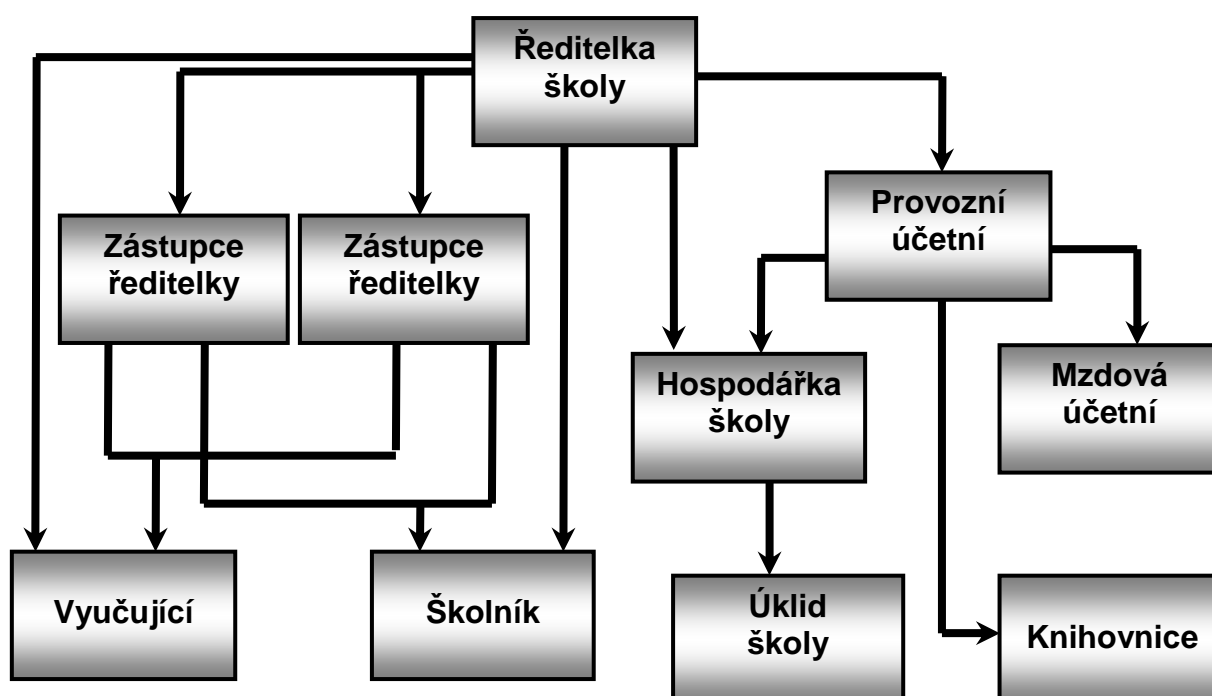 Ředitelka
školy
Provozní
účetní
Zástupce
ředitelky
Zástupce
ředitelky
Hospodářka
školy
Mzdová
účetní
Vyučující
Školník
Úklid
školy
Knihovnice